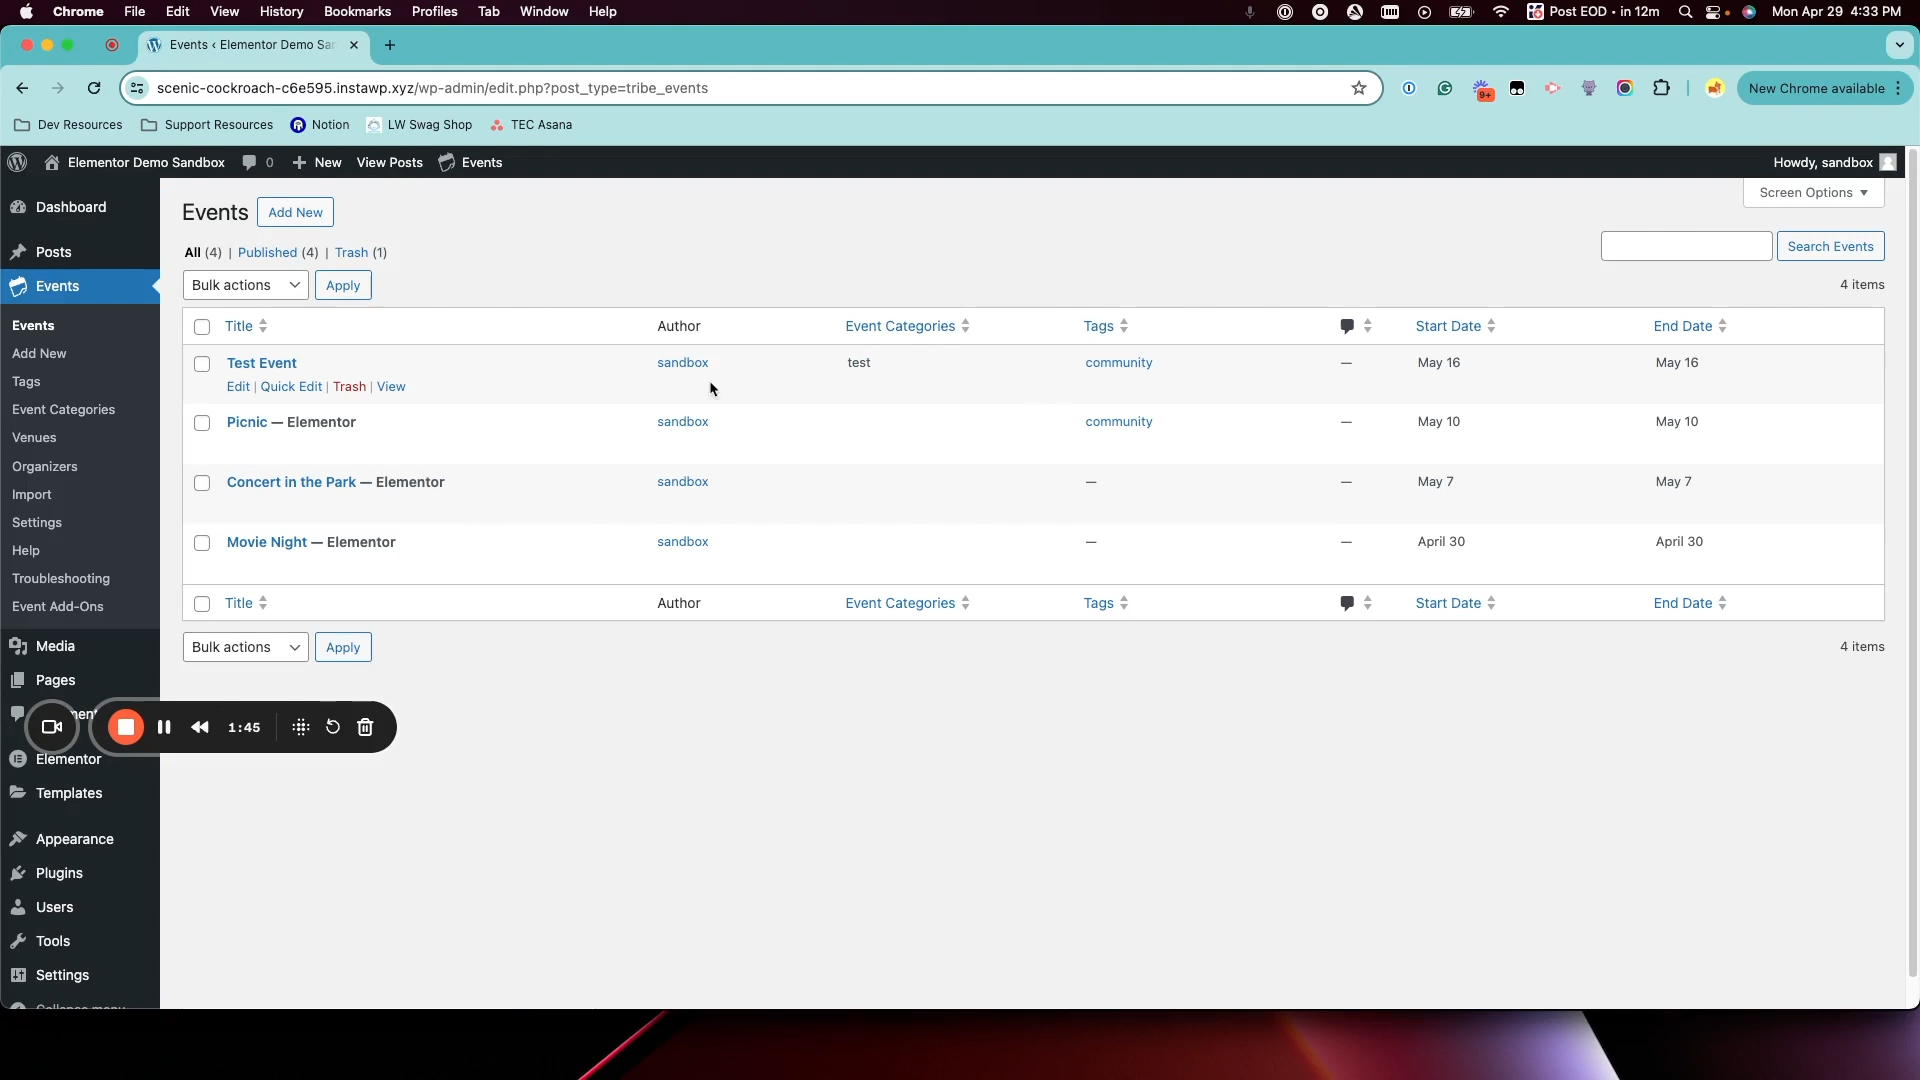 Chrome File Edit View History Bookmarks Profiles Tab Window Help Post EOD • in 12m Mon Apr 29 4:33 PM
Events ‹ Elementor Demo Sa
scenic-cockroach-c6e595.instawp.xyz/wp-admin/edit.php?post_type=tribe_events 9+ New Chrome available
Dev Resources Support Resources Notion LW Swag Shop TEC Asana
Elementor Demo Sandbox 0 New View Posts Events Howdy, sandbox
Screen Options
Dashboard
Events Add New
Posts
All (4) | Published (4) | Trash (1)
Search Events
Events
Bulk actions Apply 4 items
Title Author Event Categories Tags Start Date End Date
Events
Add New
Tags
Event Categories
Venues
Organizers
Import
Settings
Help
Troubleshooting
Event Add-Ons
Test Event sandbox test community — May 16 May 16
Edit | Quick Edit | Trash | View
Picnic — Elementor sandbox community — May 10 May 10
Concert in the Park — Elementor sandbox — — May 7 May 7
Movie Night — Elementor sandbox — — April 30 April 30
Title Author Event Categories Tags Start Date End Date
Bulk actions Apply 4 items
Media
Pages
1:45
Elementor
Templates
Appearance
Plugins
Users
Tools
Settings